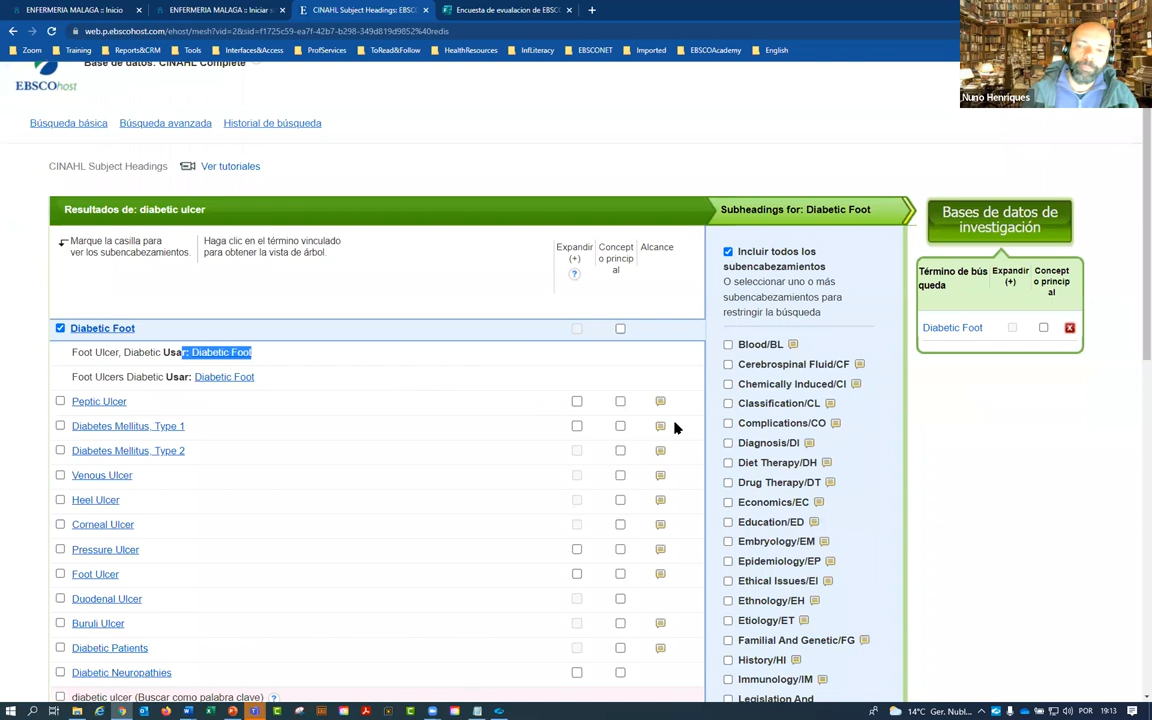 ENFERMERIA MALAGA :: Inicio
ENFERMERIA MALAGA :: Iniciar s
CINAHL Subject Headings: EBSC
Encuesta de evualacion de EBSC
web.p.ebscohost.com/ehost/mesh?vid=2&sid=f1725c59-ea7f-42b7-b298-349d819d9852%40redis
Zoom
Training
Reports&CRM
Tools
Interfaces&Access
ProfServices
ToRead&Follow
HealthResources
InfLiteracy
EBSCONET
Imported
EBSCOAcademy
English
Nuno Henriques
Base de datos: CINAHL Complete
EBSCOhost
Búsqueda básica
Búsqueda avanzada
Historial de búsqueda
CINAHL Subject Headings
Ver tutoriales
Resultados de: diabetic ulcer
Subheadings for: Diabetic Foot
Bases de datos de
investigación
Marque la casilla para
ver los subencabezamientos.
Haga clic en el término vinculado
para obtener la vista de árbol.
Expandir
(+)
?
Concept
o princip
al
Alcance
Incluir todos los
subencabezamientos
O seleccionar uno o más
subencabezamientos para
restringir la búsqueda
Término de bús
queda
Expandir
(+)
Concept
o princip
al
Diabetic Foot
Diabetic Foot
Foot Ulcer, Diabetic Usar: Diabetic Foot
Foot Ulcers Diabetic Usar: Diabetic Foot
Peptic Ulcer
Diabetes Mellitus, Type 1
Diabetes Mellitus, Type 2
Venous Ulcer
Heel Ulcer
Corneal Ulcer
Pressure Ulcer
Foot Ulcer
Duodenal Ulcer
Buruli Ulcer
Diabetic Patients
Diabetic Neuropathies
diabetic ulcer (Buscar como palabra clave) ?
Blood/BL
Cerebrospinal Fluid/CF
Chemically Induced/CI
Classification/CL
Complications/CO
Diagnosis/DI
Diet Therapy/DH
Drug Therapy/DT
Economics/EC
Education/ED
Embryology/EM
Epidemiology/EP
Ethical Issues/EI
Ethnology/EH
Etiology/ET
Familial And Genetic/FG
History/HI
Immunology/IM
Legislation And
14°C Ger. Nubl...
POR
19:13